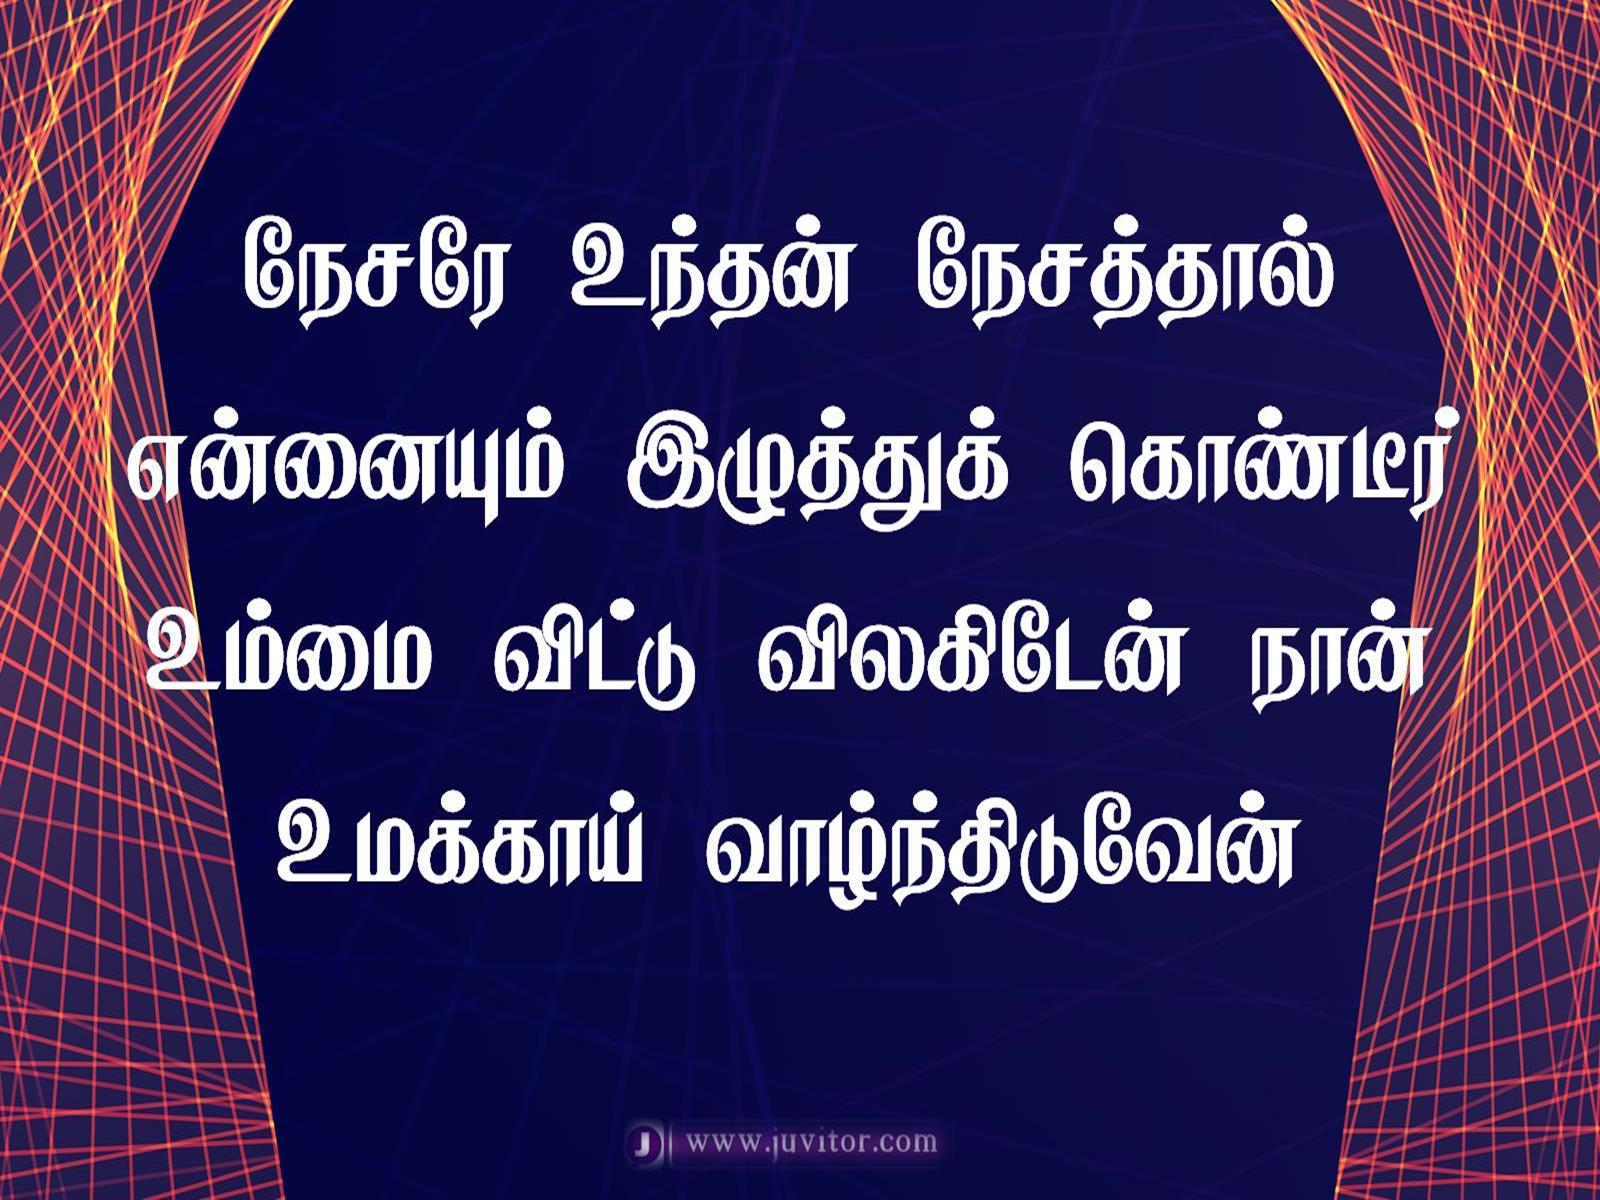 நேசரே உந்தன் நேசத்தால்
என்னையும் இழுத்துக் கொண்டீர்
உம்மை விட்டு விலகிடேன் நான்
உமக்காய் வாழ்ந்திடுவேன்
J www.juvitor.com